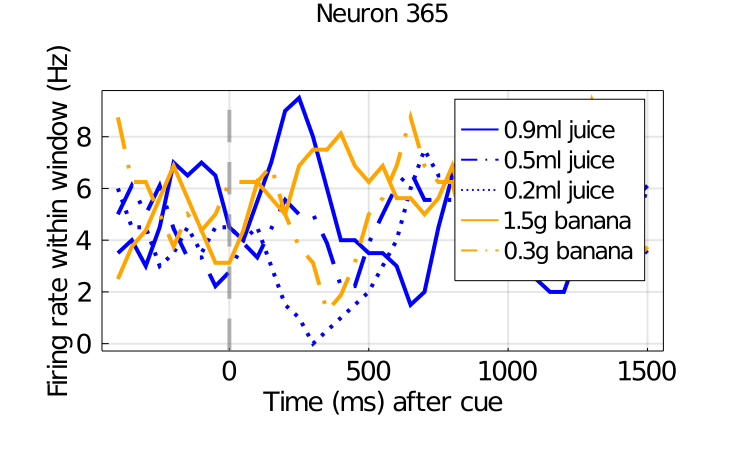 Neuron 365
Firing rate within window (Hz)
8
6
4
2
0
0.9ml juice
0.5ml juice
0.2ml juice
1.5g banana
0.3g banana
0 500 1000 1500
Time (ms) after cue